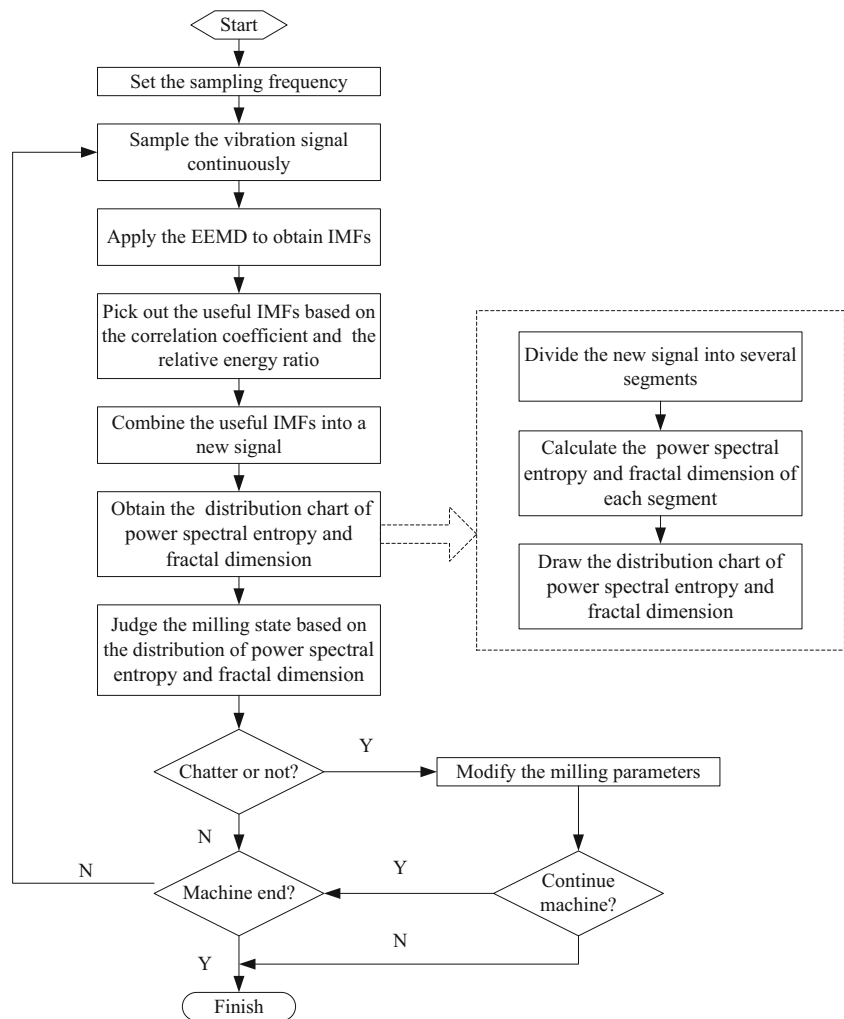 Start
Set the sampling frequency
Sample the vibration signal
continuously
Apply the EEMD to obtain IMFs
Pick out the useful IMFs based on
the correlation coefficient and the
relative energy ratio
Combine the useful IMFs into a
new signal
Obtain the distribution chart of
power spectral entropy and
fractal dimension
Divide the new signal into several
segments
Calculate the power spectral
entropy and fractal dimension of
each segment
Draw the distribution chart of
power spectral entropy and
fractal dimension
Judge the milling state based on
the distribution of power spectral
entropy and fractal dimension
Chatter or not?
Y
Modify the milling parameters
N
Machine end?
N
Y
Continue
machine?
N
Y
Finish